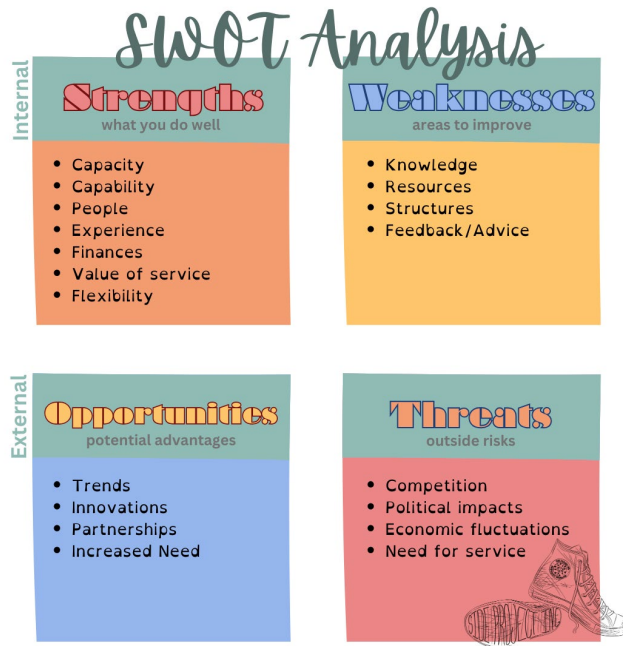 SWOT Analysis
Internal
Strengths
what you do well
• Capacity
• Capability
• People
• Experience
• Finances
• Value of service
• Flexibility
Weaknesses
areas to improve
• Knowledge
• Resources
• Structures
• Feedback/Advice
External
Opportunities
potential advantages
• Trends
• Innovations
• Partnerships
• Increased Need
Threats
outside risks
• Competition
• Political impacts
• Economic fluctuations
• Need for service